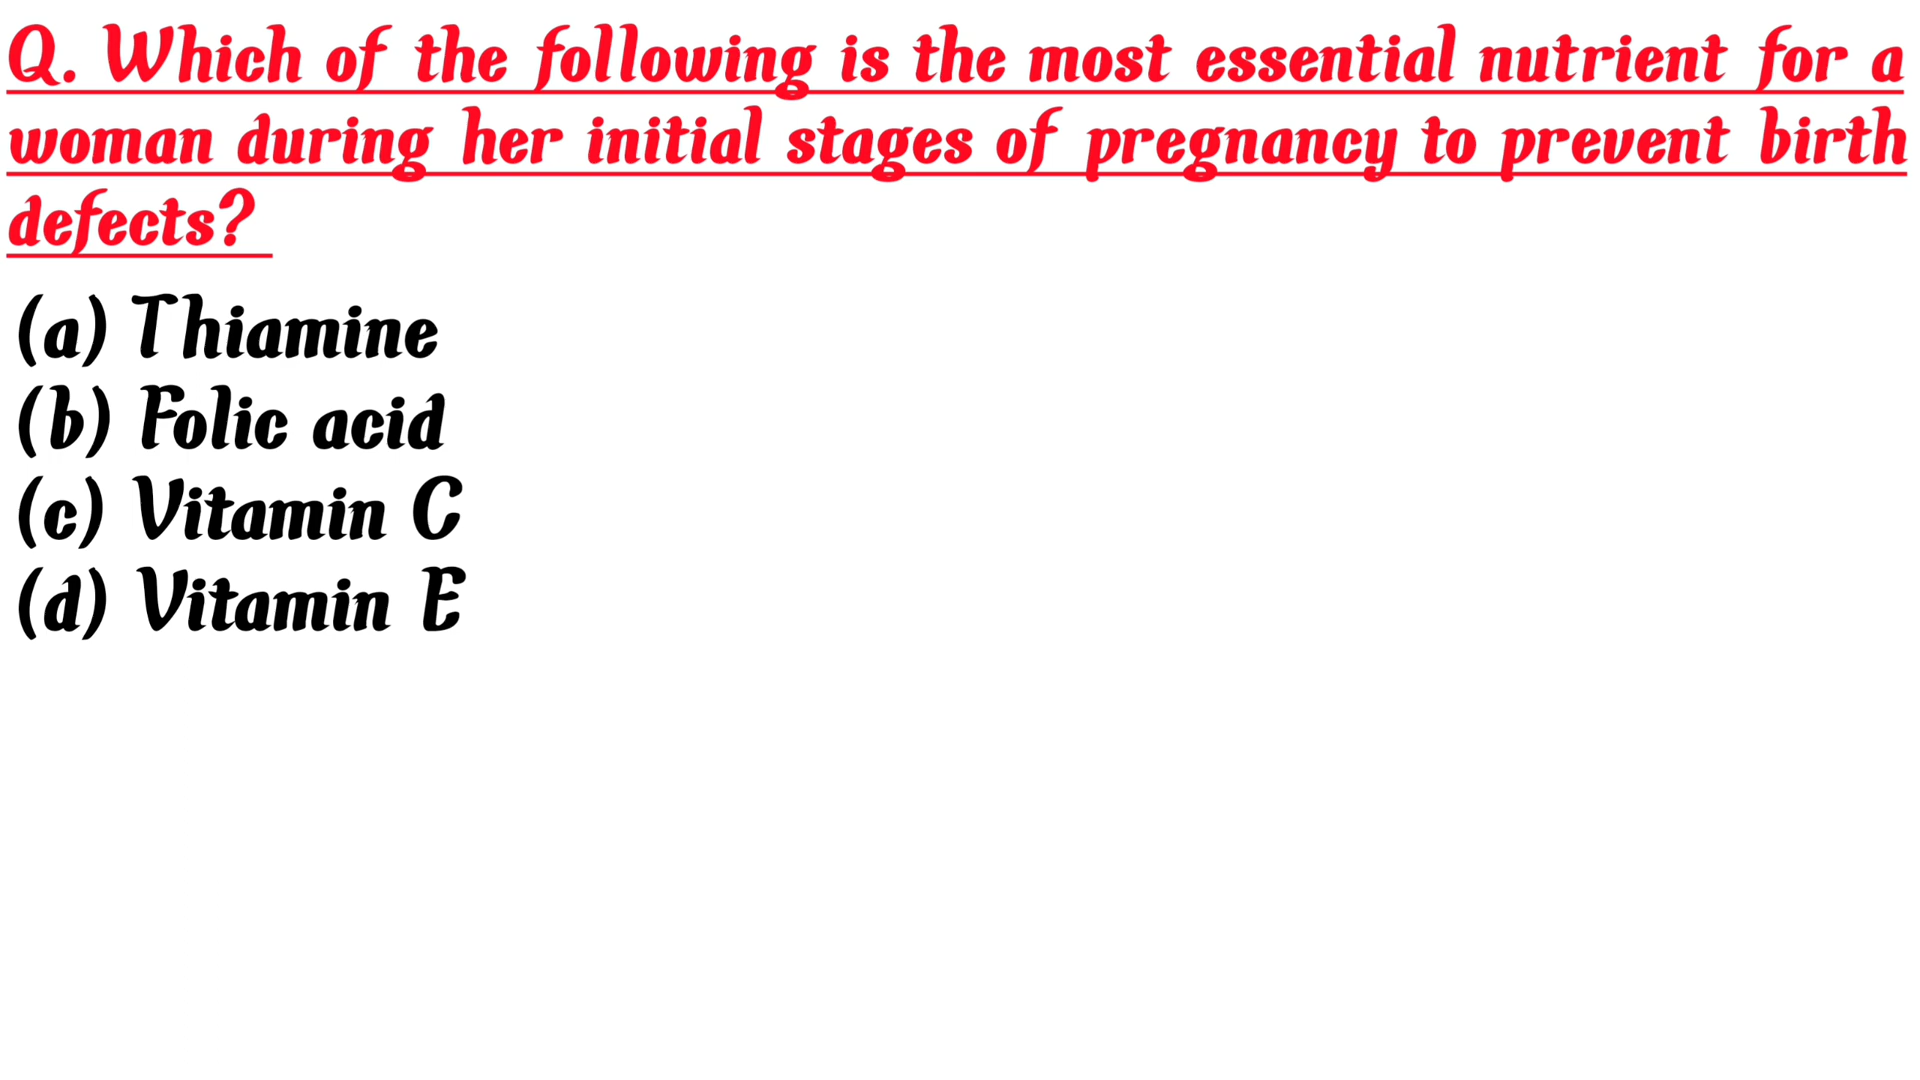 Q. Which of the following is the most essential nutrient for a
woman during her initial stages of pregnancy to prevent birth
defects?
(a) Thiamine
(b) Folic acid
(c) Vitamin C
(d) Vitamin E